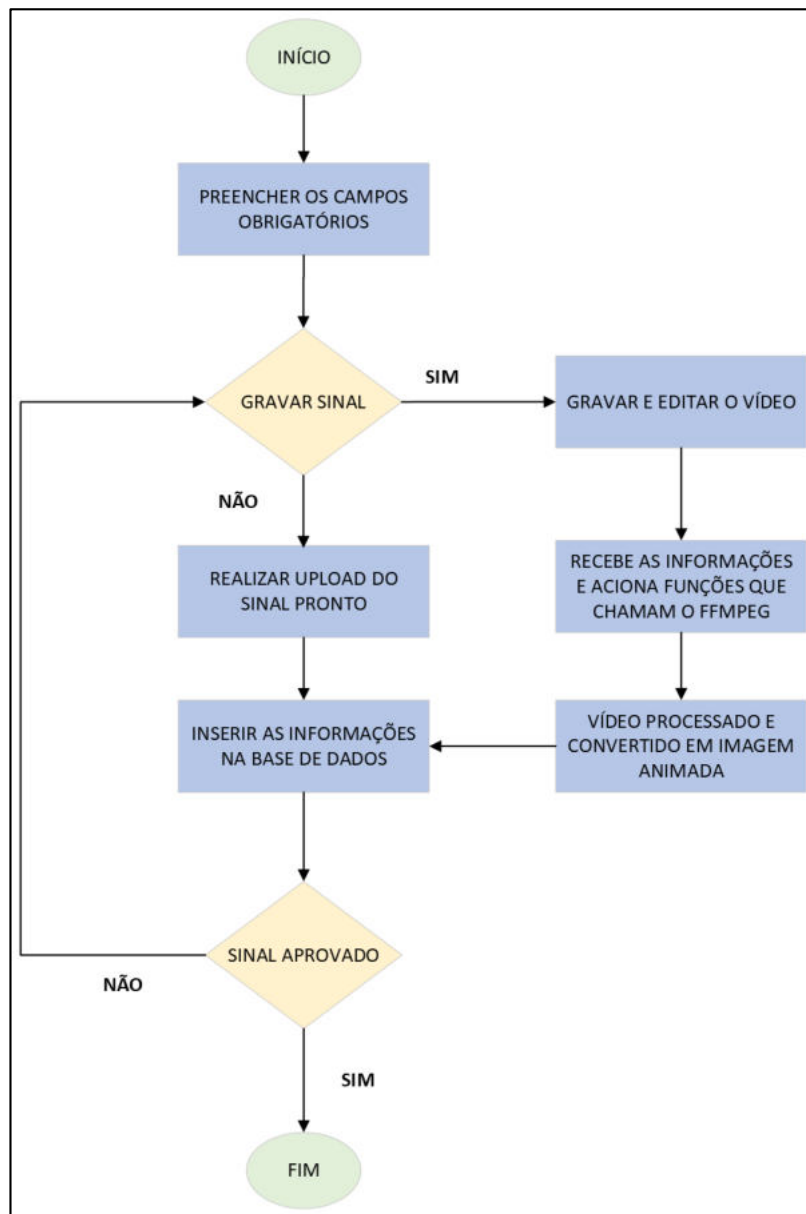 INÍCIO
PREENCHER OS CAMPOS
OBRIGATÓRIOS
GRAVAR SINAL
SIM
GRAVAR E EDITAR O VÍDEO
NÃO
REALIZAR UPLOAD DO
SINAL PRONTO
RECEBE AS INFORMAÇÕES
E ACIONA FUNÇÕES QUE
CHAMAM O FFMPEG
INSERIR AS INFORMAÇÕES
NA BASE DE DADOS
VÍDEO PROCESSADO E
CONVERTIDO EM IMAGEM
ANIMADA
SINAL APROVADO
NÃO
SIM
FIM